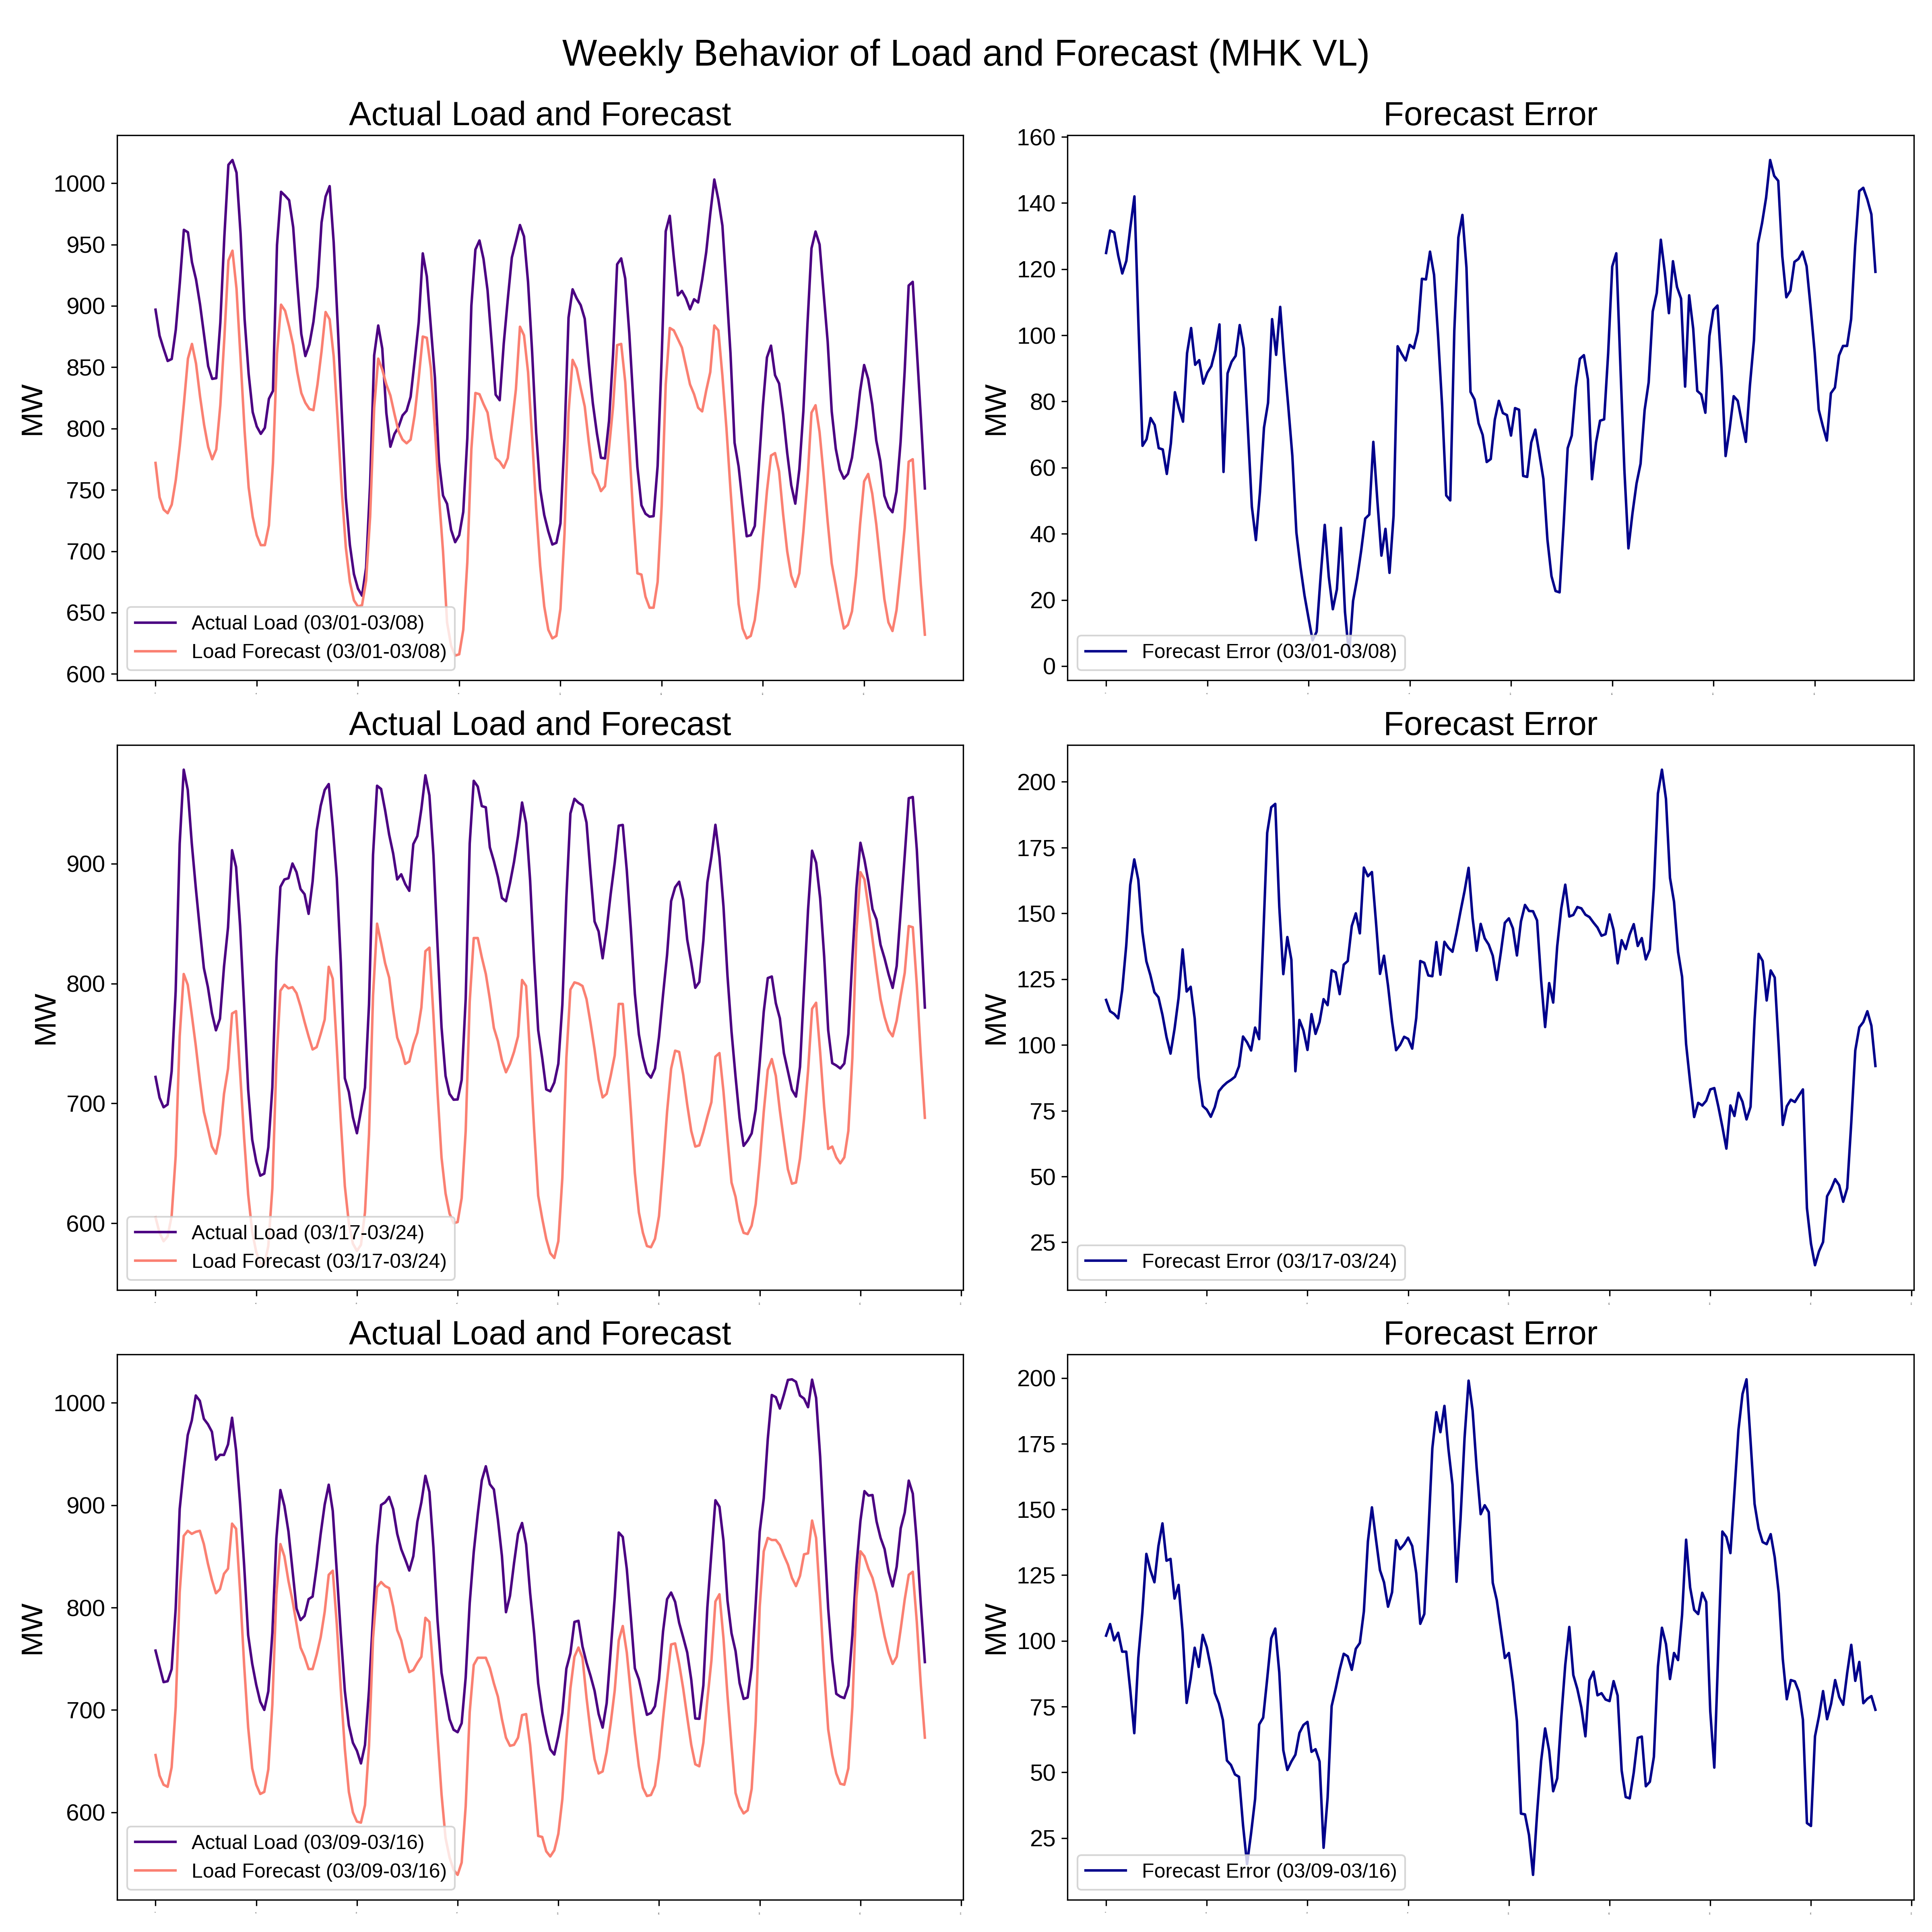 Weekly Behavior of Load and Forecast (MHK VL)
Actual Load and Forecast
MW
1000
950
900
850
800
750
700
650
600
Actual Load (03/01-03/08)
Load Forecast (03/01-03/08)
Forecast Error
MW
160
140
120
100
80
60
40
20
0
Forecast Error (03/01-03/08)
Actual Load and Forecast
MW
900
800
700
600
Actual Load (03/17-03/24)
Load Forecast (03/17-03/24)
Forecast Error
MW
200
175
150
125
100
75
50
25
Forecast Error (03/17-03/24)
Actual Load and Forecast
MW
1000
900
800
700
600
Actual Load (03/09-03/16)
Load Forecast (03/09-03/16)
Forecast Error
MW
200
175
150
125
100
75
50
25
Forecast Error (03/09-03/16)